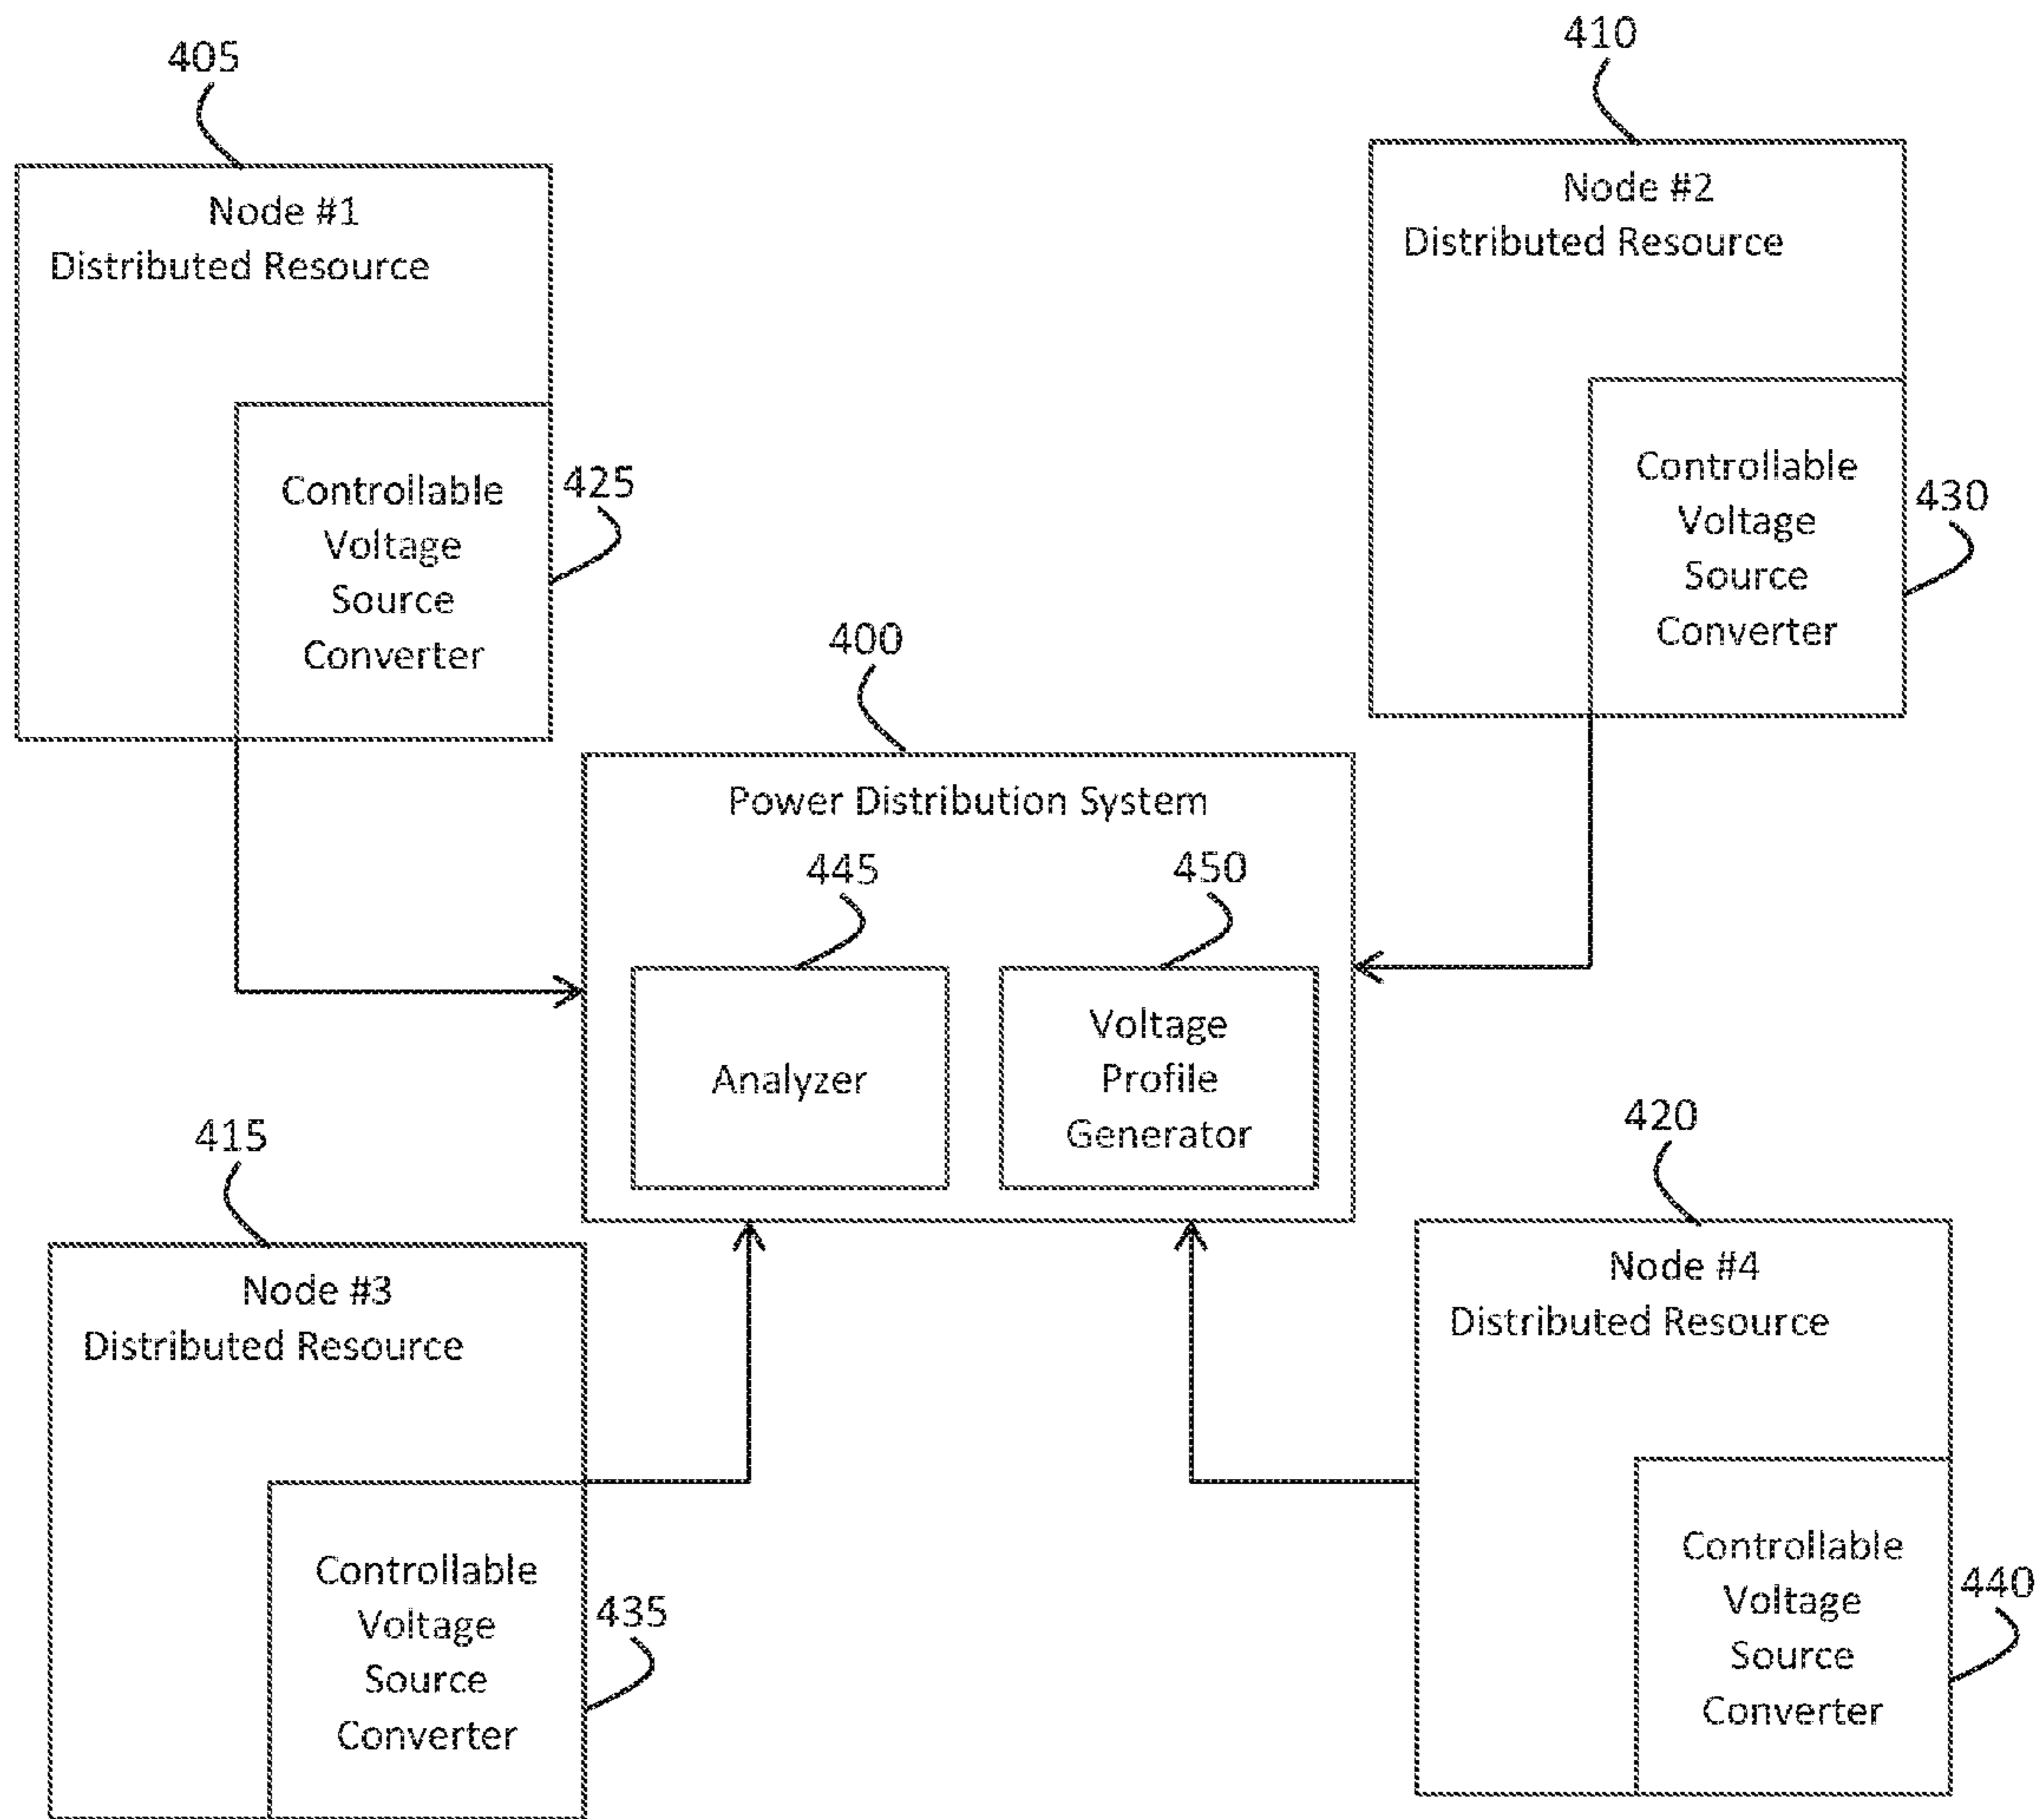 405
Node #1
Distributed Resource
Controllable
Voltage
Source
Converter
425
410
Node #2
Distributed Resource
Controllable
Voltage
Source
Converter
430
400
Power Distribution System
445
Analyzer
450
Voltage
Profile
Generator
415
Node #3
Distributed Resource
Controllable
Voltage
Source
Converter
435
420
Node #4
Distributed Resource
Controllable
Voltage
Source
Converter
440